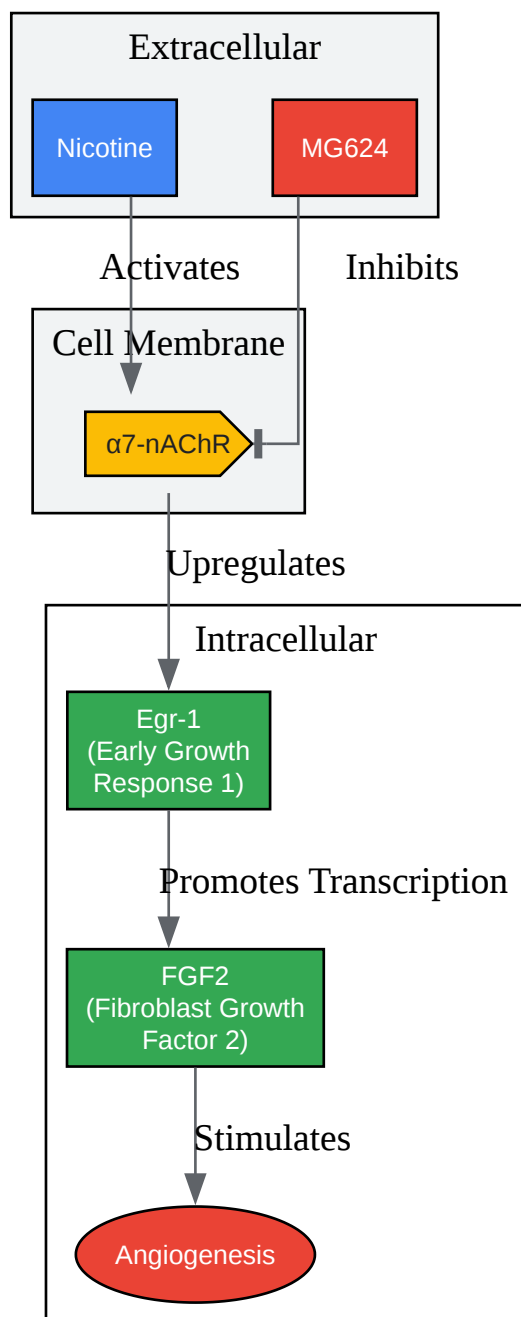 Extracellular
Nicotine
MG624
Activates
Inhibits
Cell Membrane
α7-nAChR
Upregulates
Intracellular
Egr-1
(Early Growth
Response 1)
Promotes Transcription
FGF2
(Fibroblast Growth
Factor 2)
Stimulates
Angiogenesis